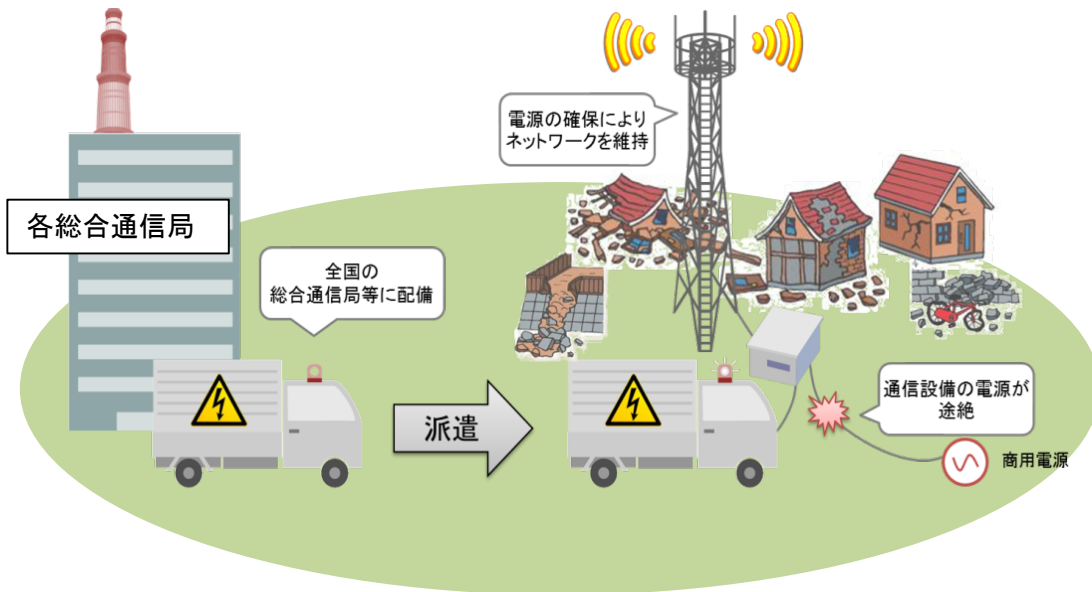 各総合通信局
全国の
総合通信局等に配備
派遣
電源の確保により
ネットワークを維持
通信設備の電源が
途絶
商用電源